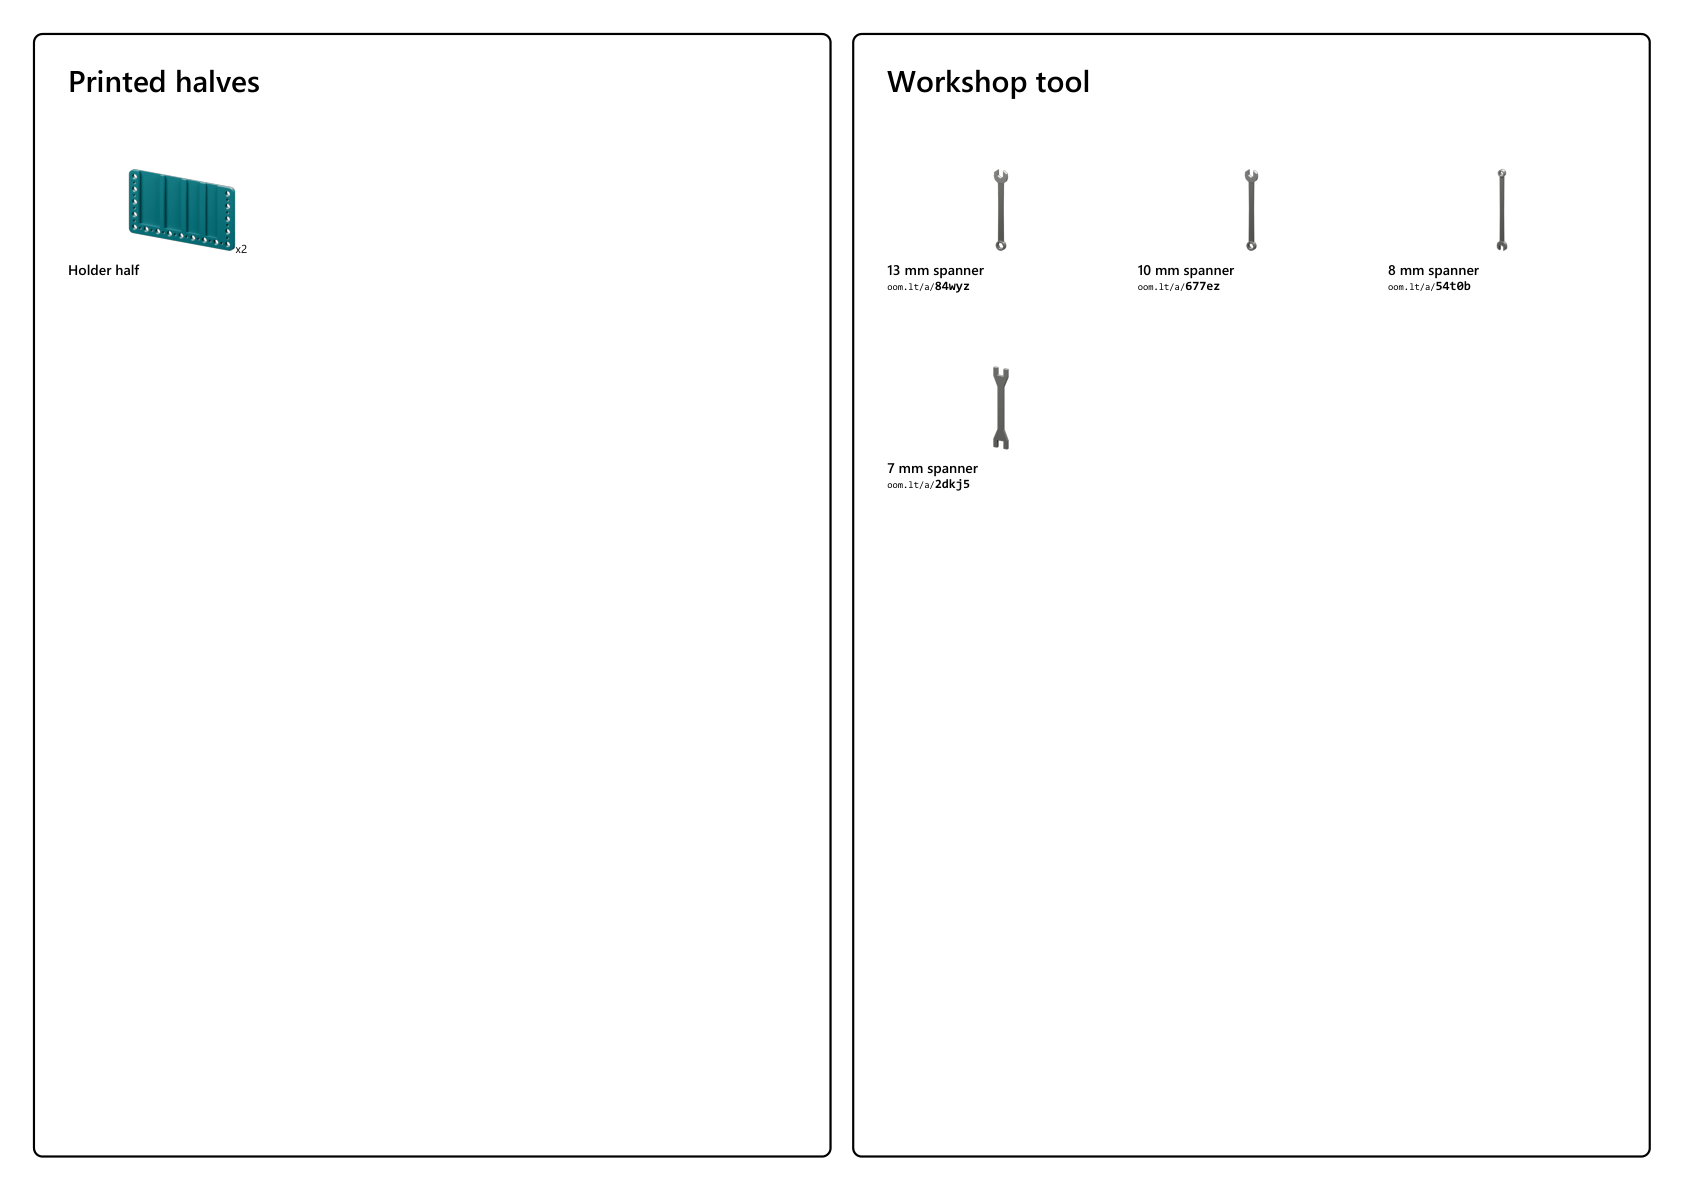 Printed halves
x2
Holder half
Workshop tool
13 mm spanner
oom.lt/a/84wyz
10 mm spanner
oom.lt/a/677ez
8 mm spanner
oom.lt/a/54t0b
7 mm spanner
oom.lt/a/2dkj5